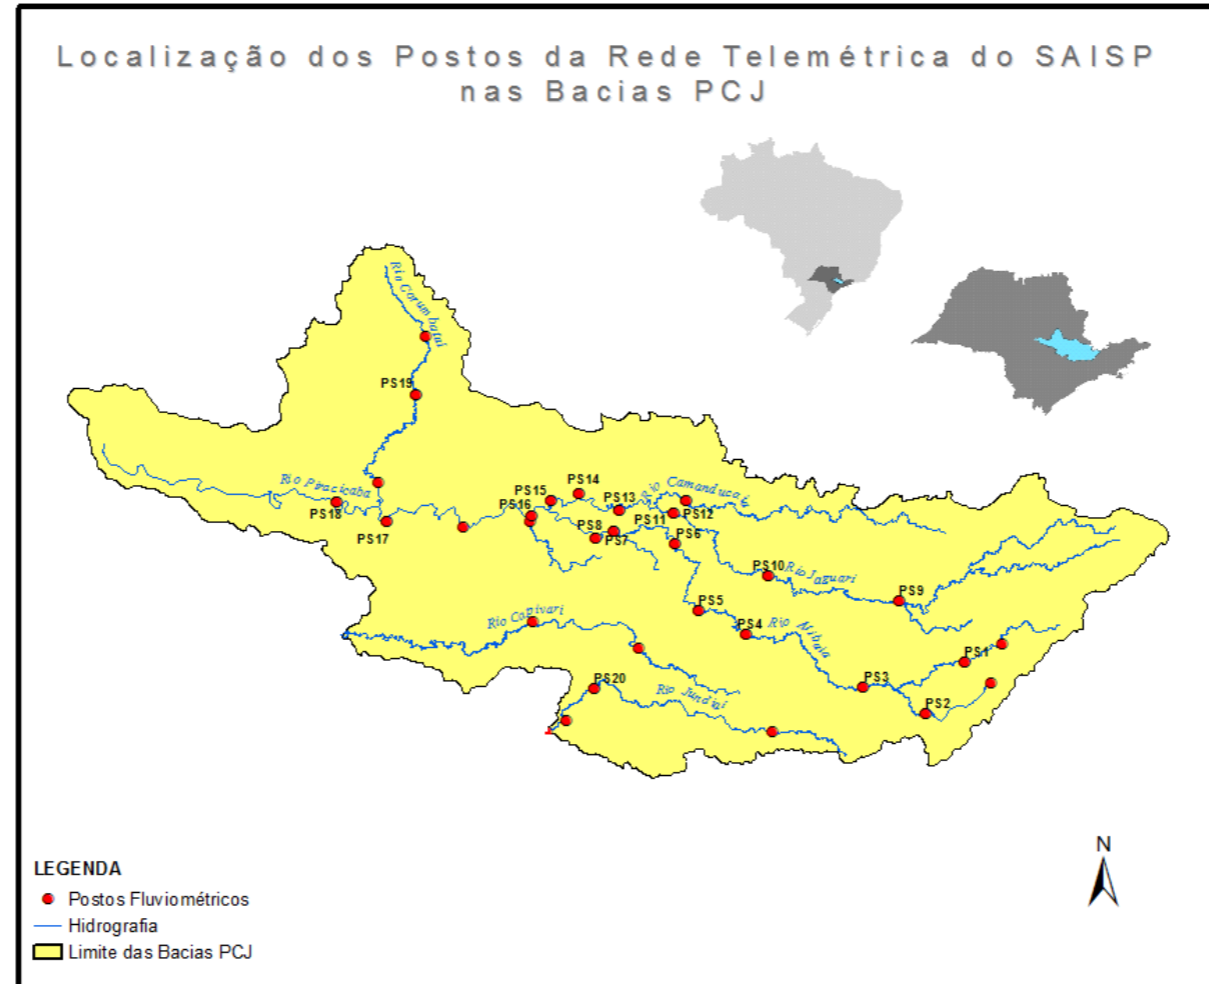 Localização dos Postos da Rede Telemétrica do SAISP
nas Bacias PCJ
Rio Corumbataí
PS19
Rio Piracicaba
PS18
PS17
PS16
PS15
PS14
PS13
Rio Camanducaia
PS12
PS11
PS8
PS7
PS6
PS10
Rio Jaguari
PS9
PS5
PS4
Rio Atibaia
Rio Capivari
PS1
PS3
PS2
PS20
Rio Jundiaí
N
LEGENDA
Postos Fluviométricos
Hidrografia
Limite das Bacias PCJ